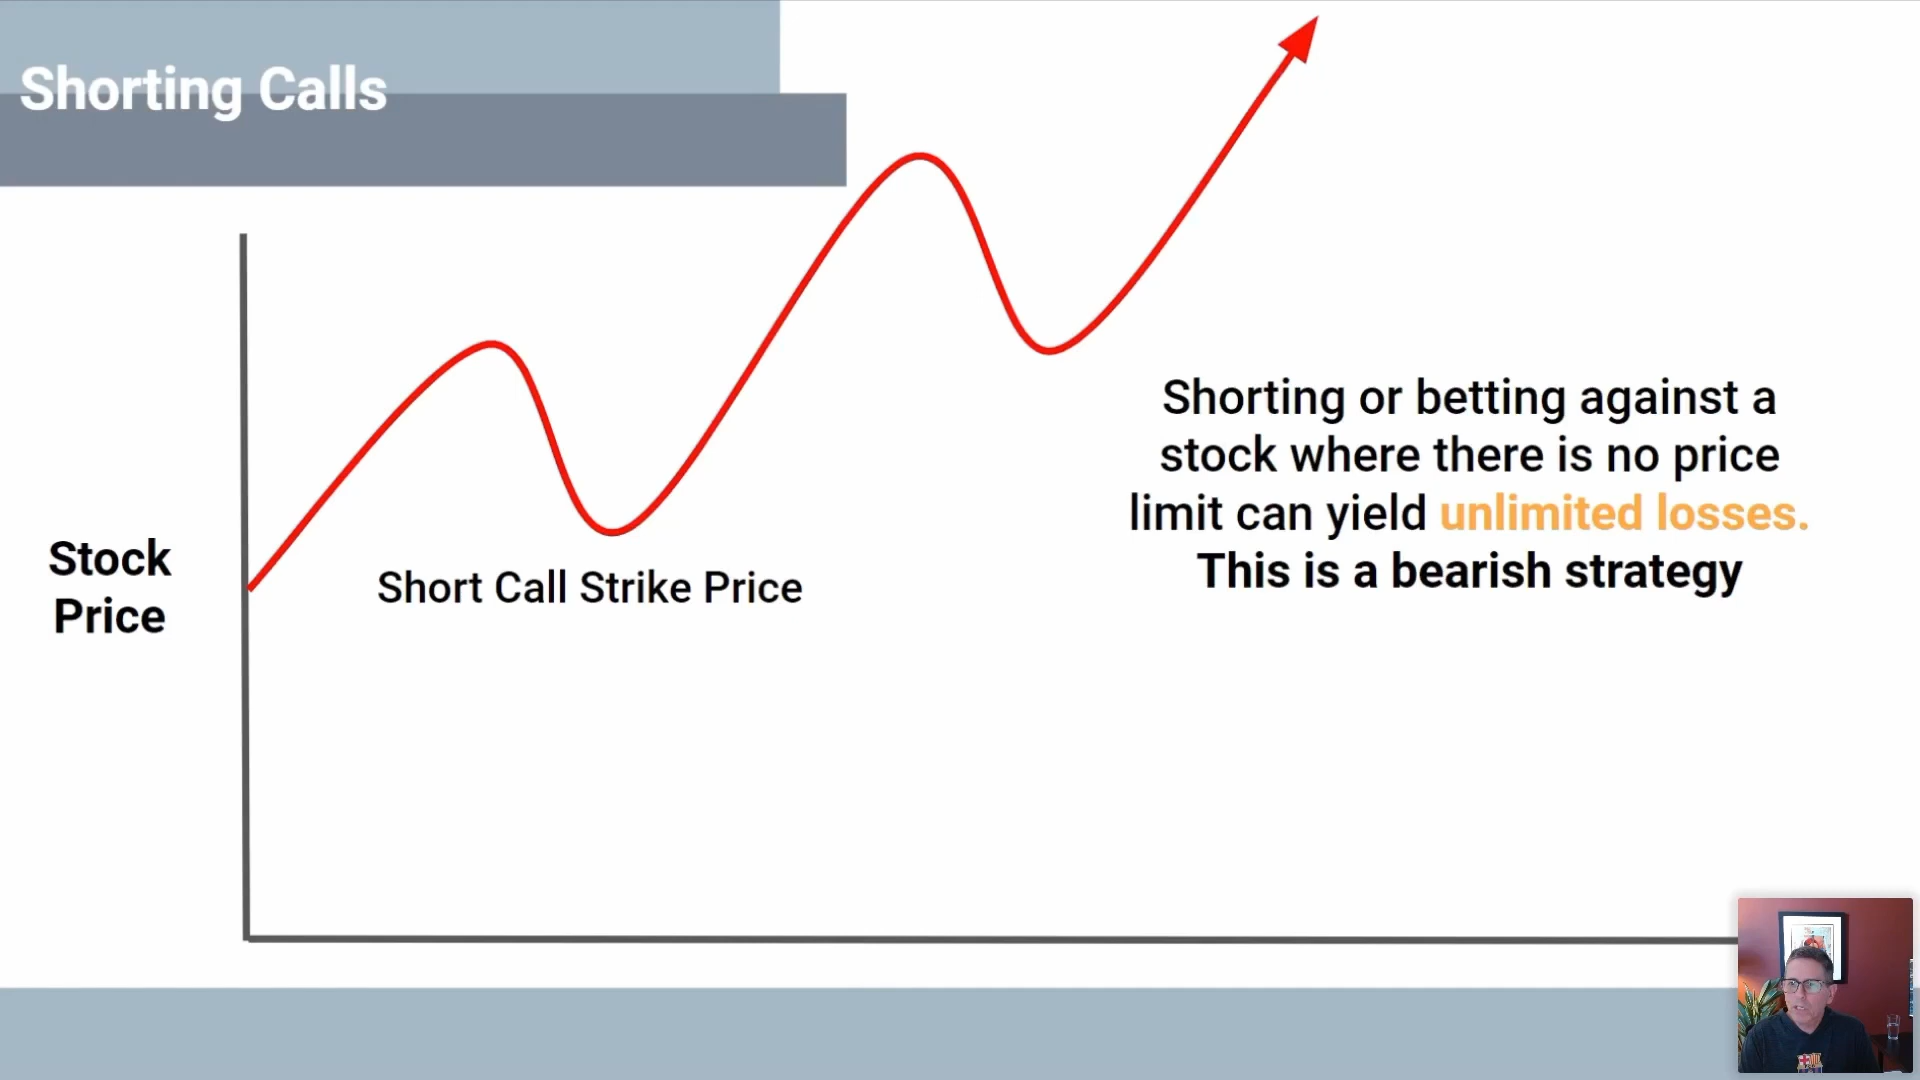 Shorting Calls
Shorting or betting against a
stock where there is no price
limit can yield unlimited losses.
This is a bearish strategy
Stock
Price
Short Call Strike Price